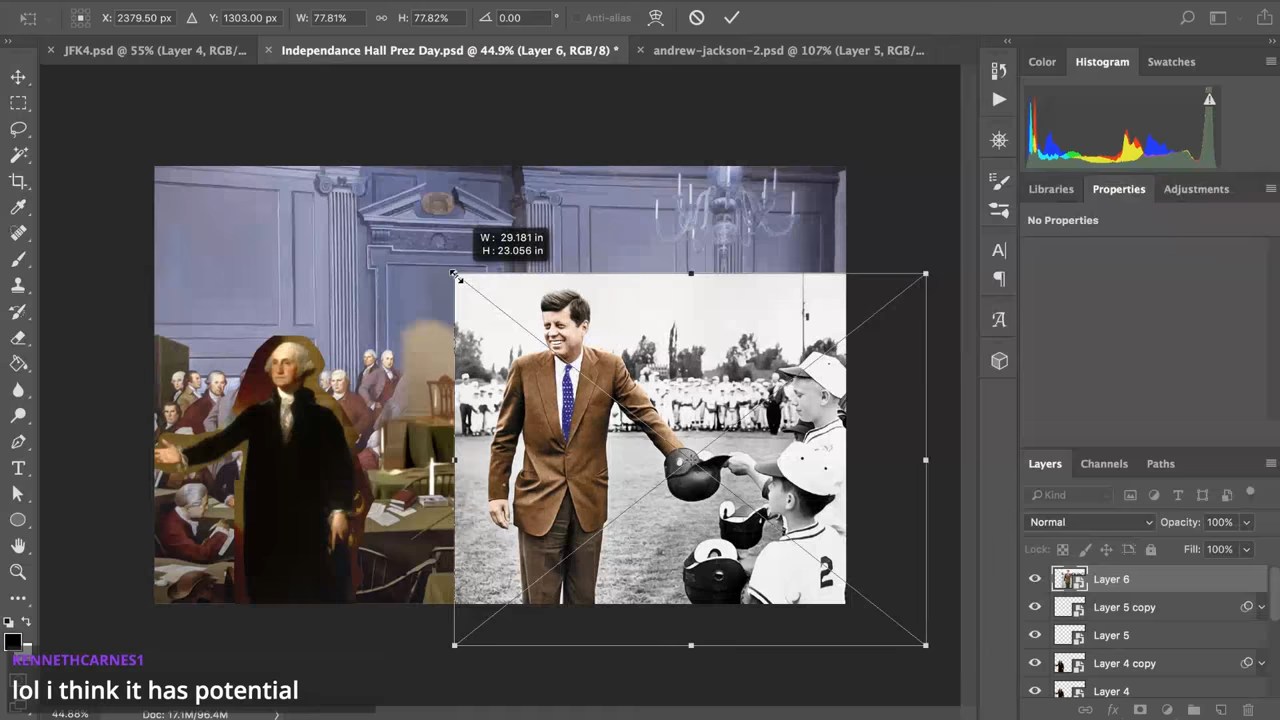 X: 2379.50 px Y: 1303.00 px W: 77.81% H: 77.82% 0.00 ° Anti-alias
JFK4.psd @ 55% (Layer 4, RGB/... Independance Hall Prez Day.psd @ 44.9% (Layer 6, RGB/8) * andrew-jackson-2.psd @ 107% (Layer 5, RGB/...
Color Histogram Swatches
Libraries Properties Adjustments
No Properties
W: 29.181 in
H: 23.056 in
2
Layers Channels Paths
Kind
Normal Opacity: 100%
Lock: Fill: 100%
Layer 6
Layer 5 copy
Layer 5
Layer 4 copy
Layer 4
KENNETHCARNES1
lol i think it has potential
44.88% Doc: 17.1M/96.4M